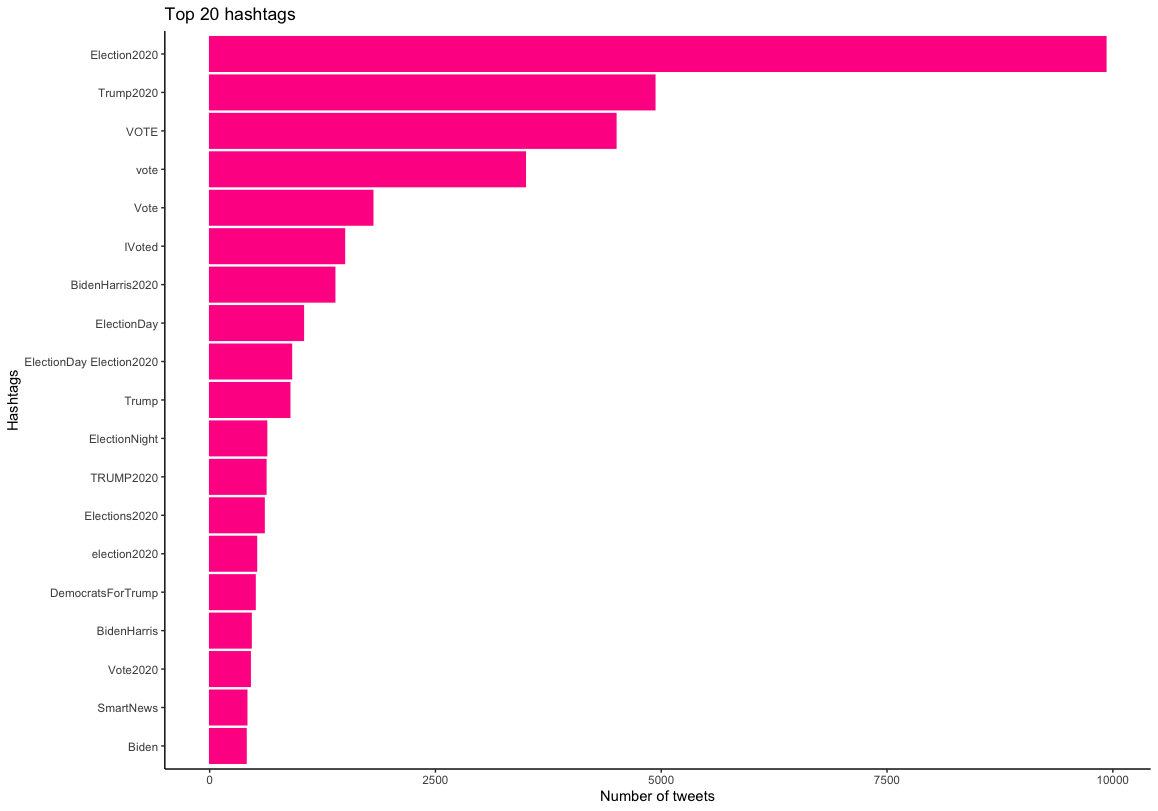 Top 20 hashtags
Election2020
Trump2020
VOTE
vote
Vote
IVoted
BidenHarris2020
ElectionDay
ElectionDay Election2020
Trump
ElectionNight
TRUMP2020
Elections2020
election2020
DemocratsForTrump
BidenHarris
Vote2020
SmartNews
Biden
Hashtags
0 2500 5000 7500 10000
Number of tweets